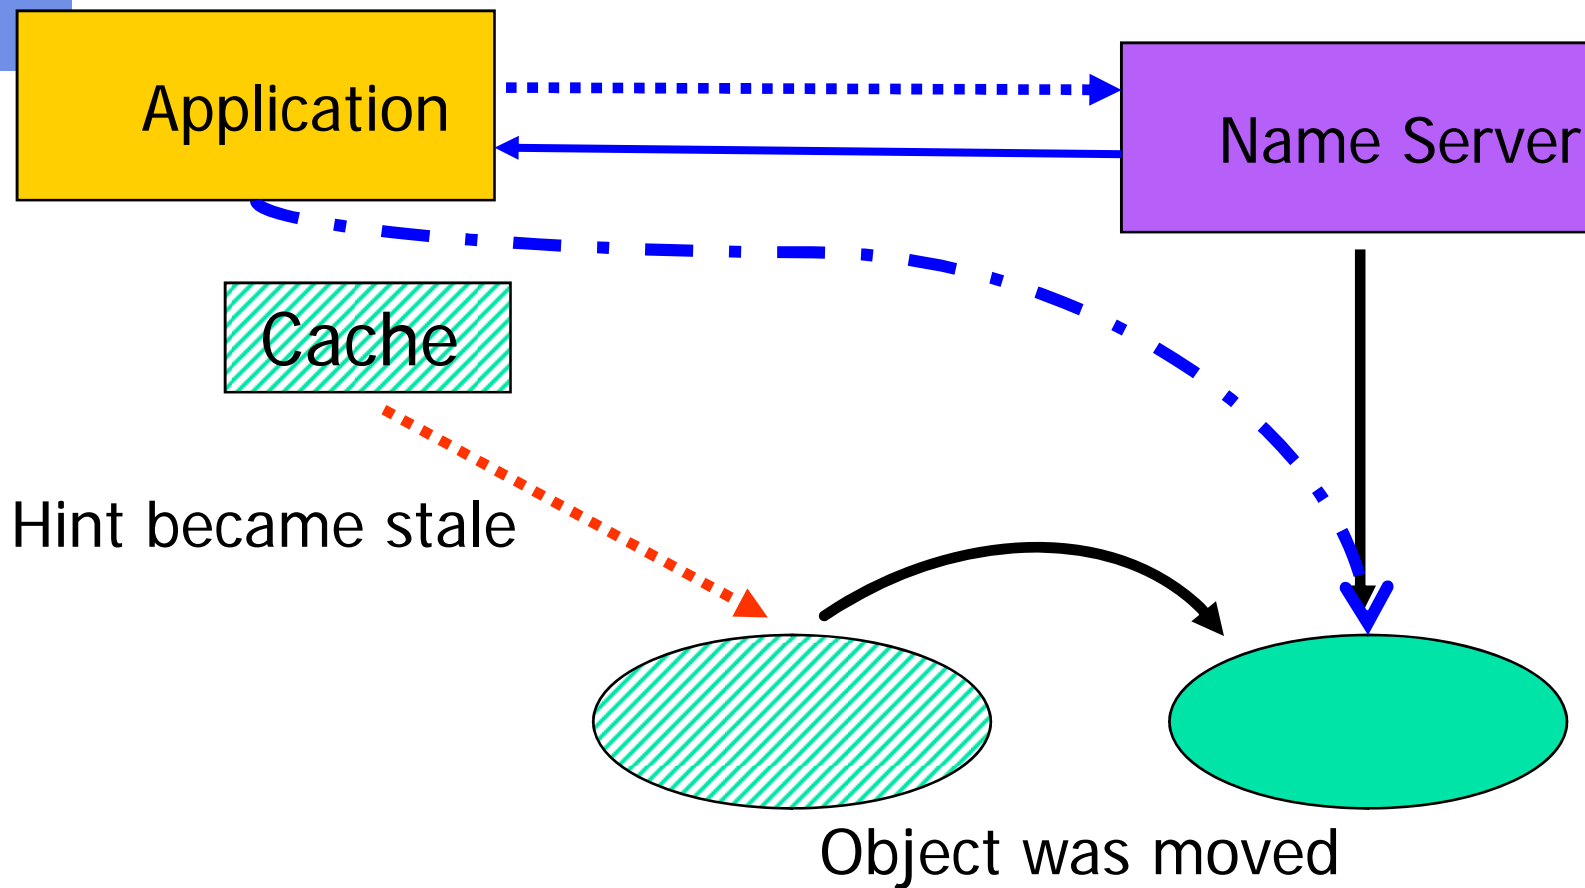 Application
Name Server
Cache
Hint became stale
Object was moved